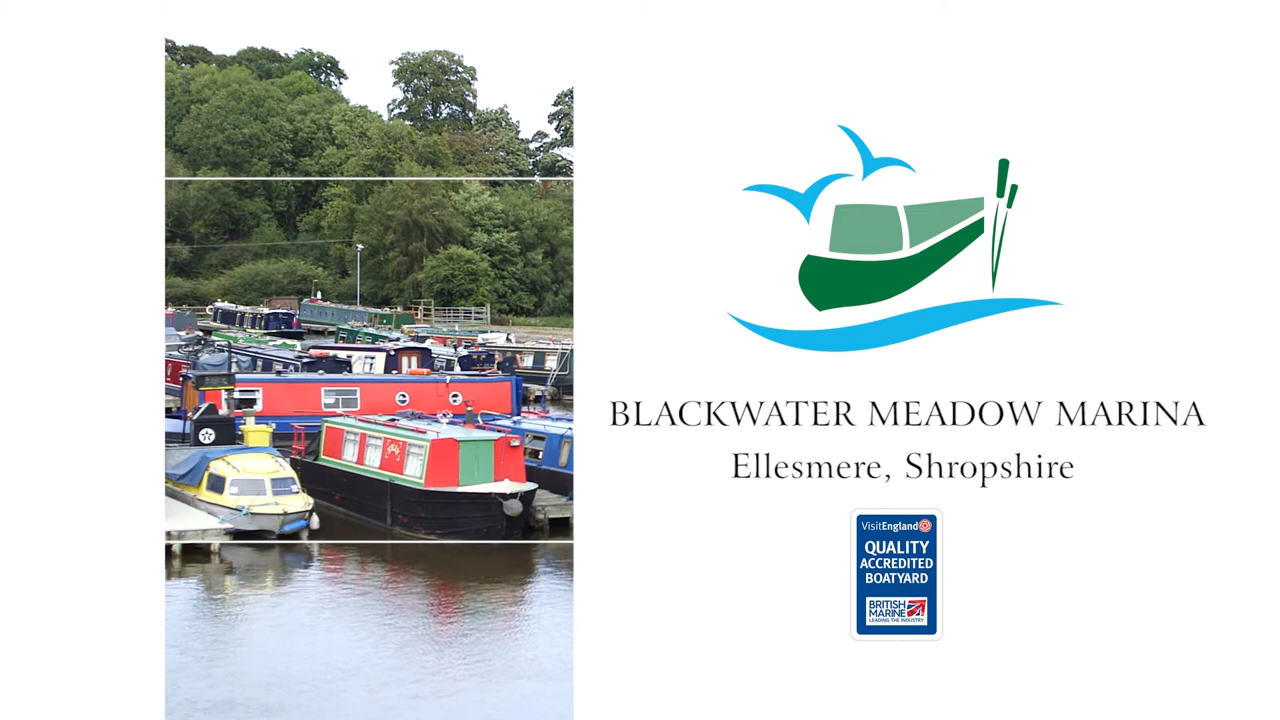 BLACKWATER MEADOW MARINA
Ellesmere, Shropshire
VisitEngland
QUALITY
ACCREDITED
BOATYARD
BRITISH
MARINE
LEADING THE INDUSTRY